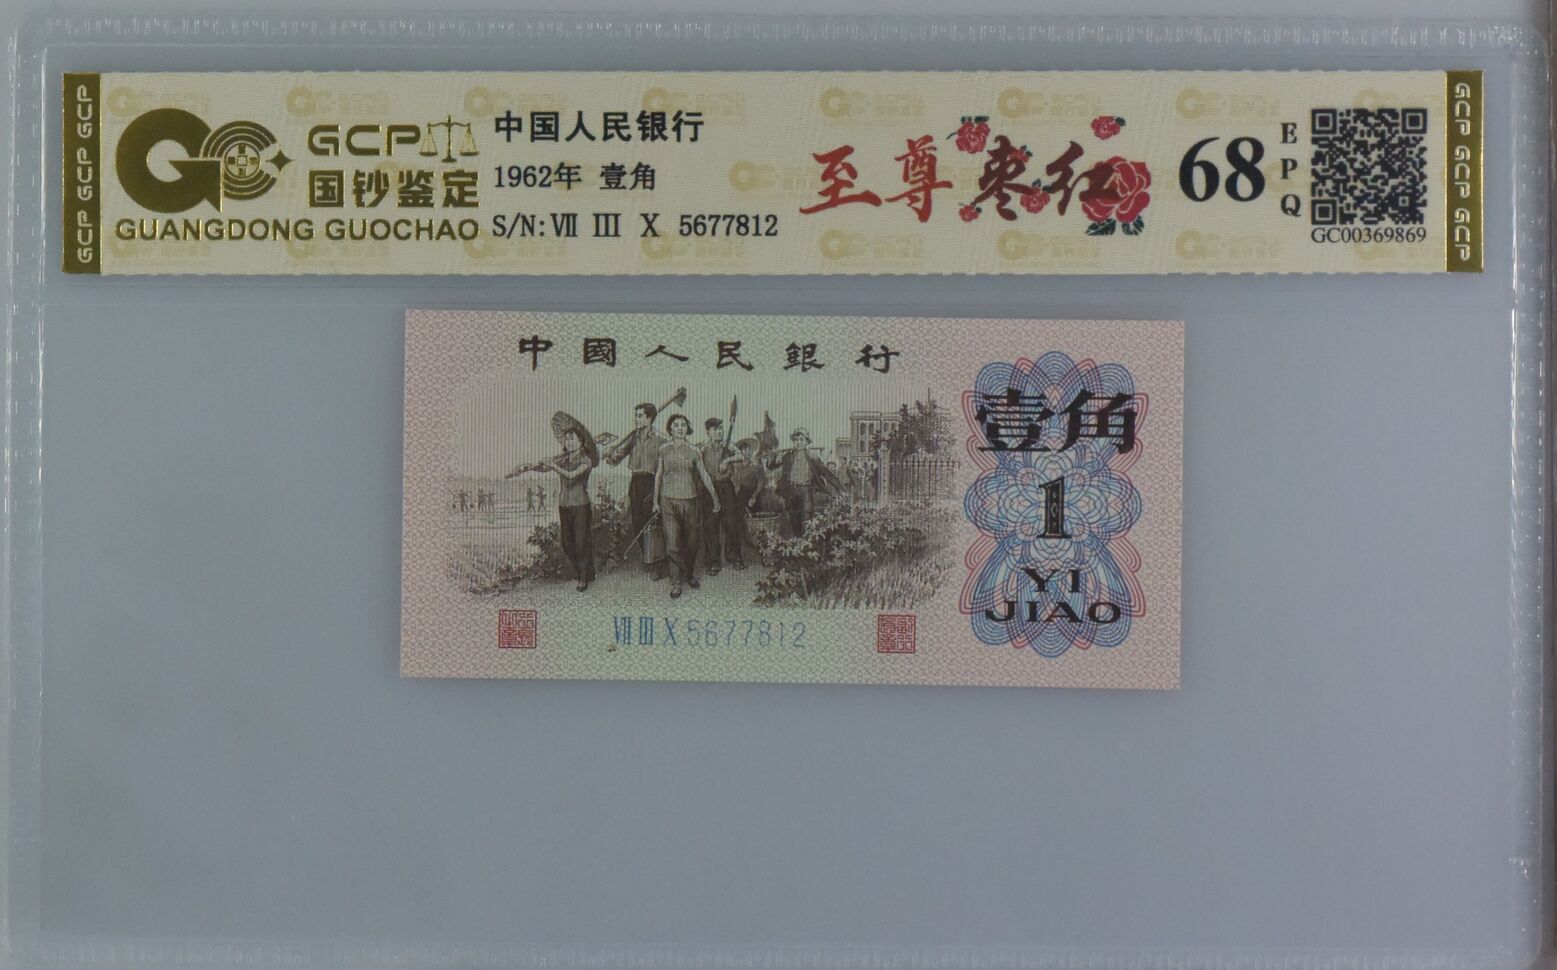 GCP GCP GCP
GCP
国钞鉴定
GUANGDONG GUOCHAO
中国人民银行
1962年 壹角
S/N: Ⅶ Ⅲ Ⅹ 5677812
至尊枣红
68
EPQ
GC00369869
GCP GCP GCP
中國人民銀行
壹角
1
YI
JIAO
Ⅶ Ⅲ Ⅹ 5677812